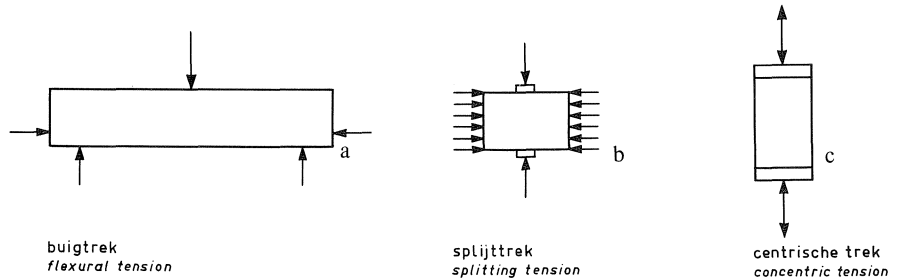 a
b
c
buigtrek
flexural tension
splijttrek
splitting tension
centrische trek
concentric tension